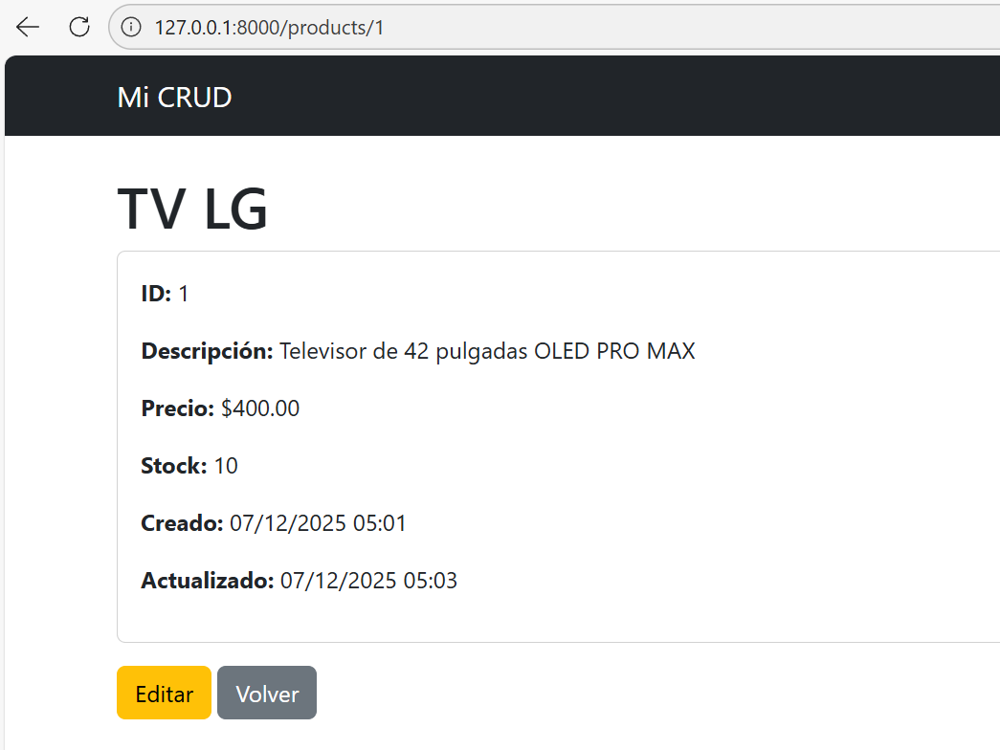 127.0.0.1:8000/products/1
Mi CRUD
TV LG
ID: 1
Descripción: Televisor de 42 pulgadas OLED PRO MAX
Precio: $400.00
Stock: 10
Creado: 07/12/2025 05:01
Actualizado: 07/12/2025 05:03
Editar Volver